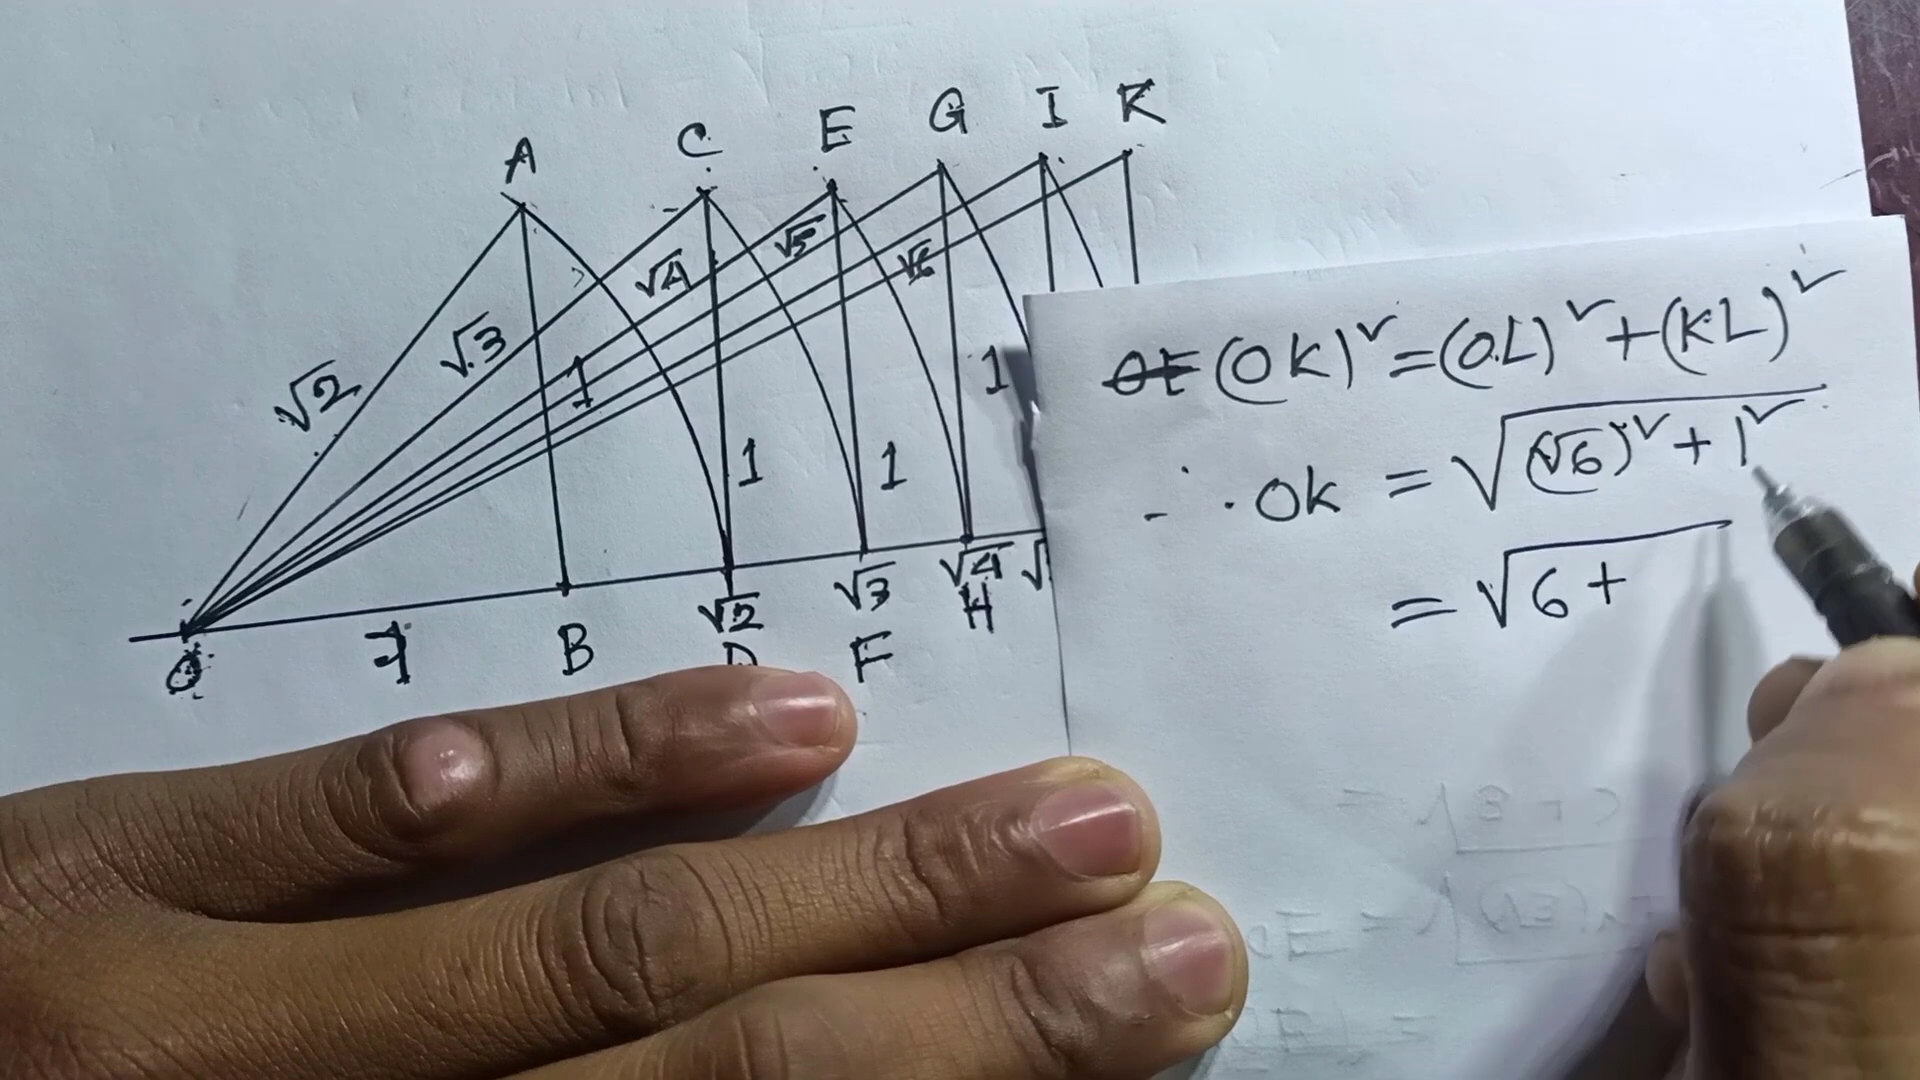 A C E G I K
√2 √3 √4 √5 √6
1 1 1 1
√2 √3 √4 √
O 1 B D F H
(OK)² = (OL)² + (KL)²
∴ OK = √(√6)² + 1²
= √6 +